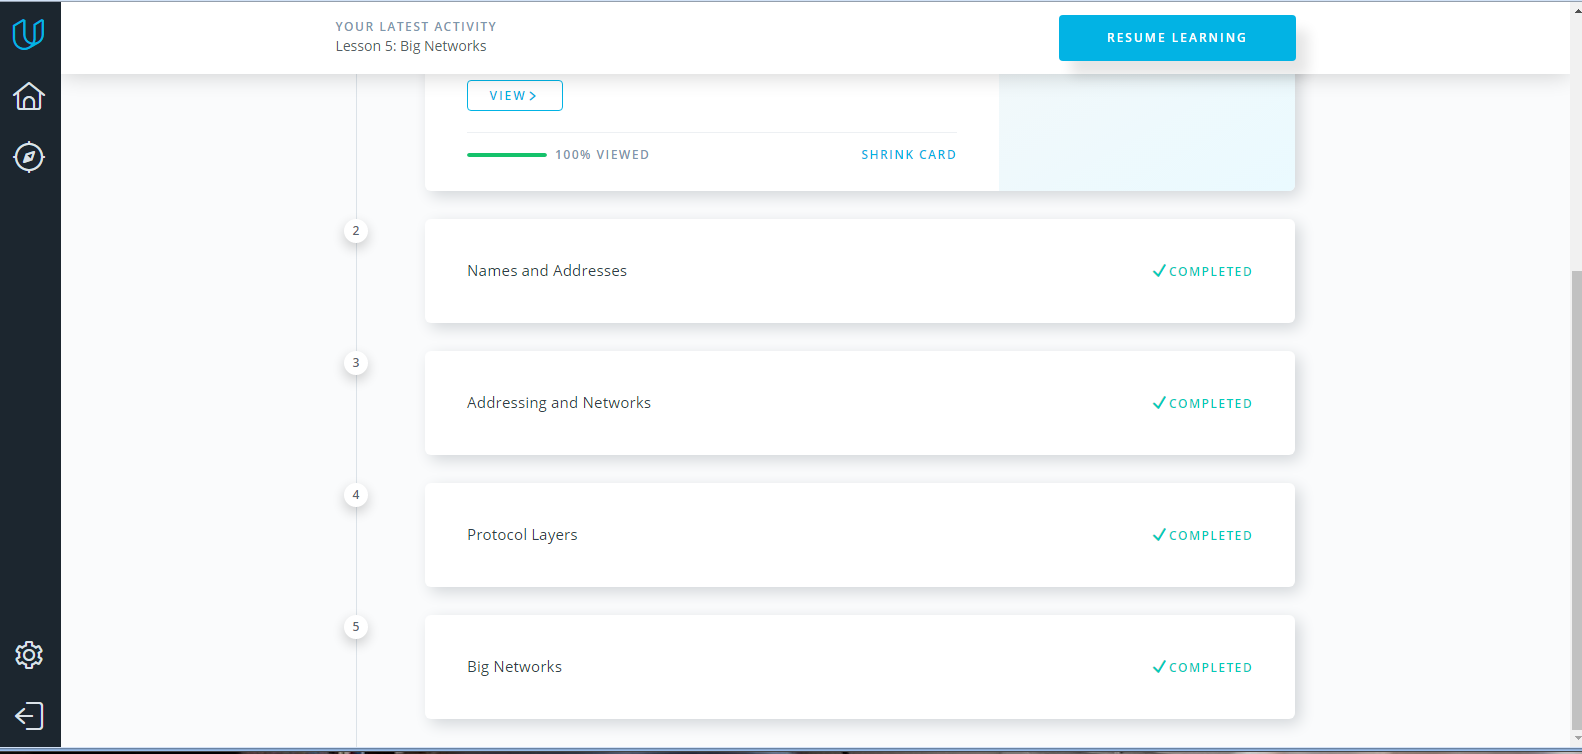 YOUR LATEST ACTIVITY
Lesson 5: Big Networks
RESUME LEARNING
VIEW
100% VIEWED
SHRINK CARD
2
Names and Addresses
COMPLETED
3
Addressing and Networks
COMPLETED
4
Protocol Layers
COMPLETED
5
Big Networks
COMPLETED